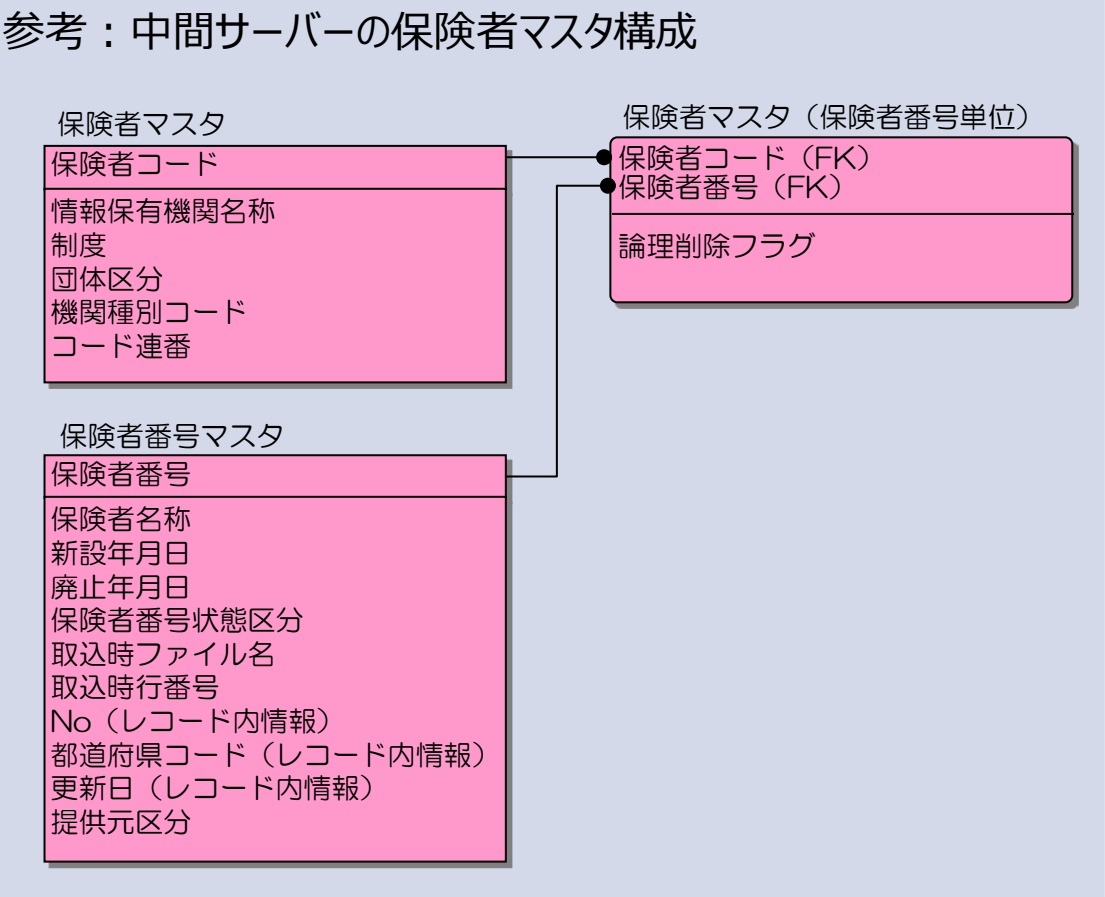 参考：中間サーバーの保険者マスタ構成
保険者マスタ
保険者コード
情報保有機関名称
制度
団体区分
機関種別コード
コード連番
保険者マスタ（保険者番号単位）
保険者コード（FK）
保険者番号（FK）
論理削除フラグ
保険者番号マスタ
保険者番号
保険者名称
新設年月日
廃止年月日
保険者番号状態区分
取込時ファイル名
取込時行番号
No（レコード内情報）
都道府県コード（レコード内情報）
更新日（レコード内情報）
提供元区分